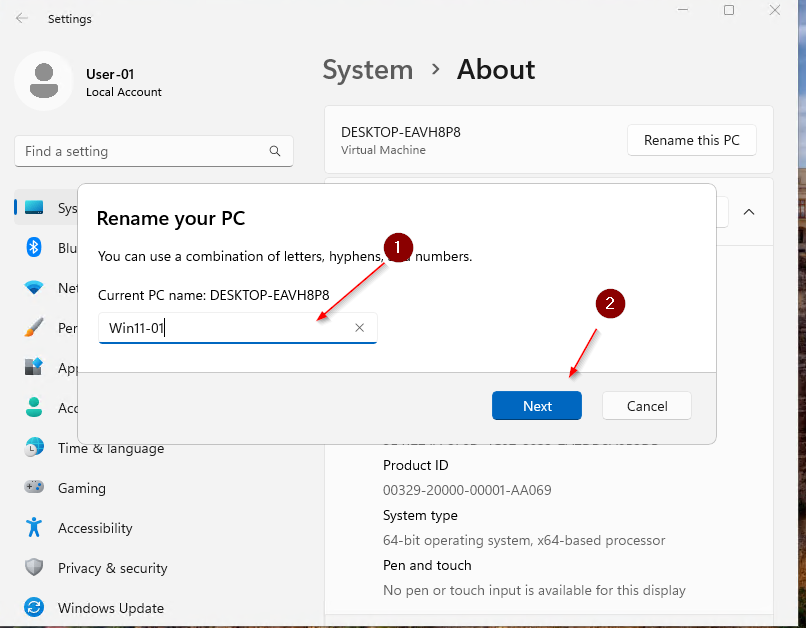 Settings
User-01
Local Account
Find a setting
System > About
DESKTOP-EAVH8P8
Virtual Machine
Rename this PC
Sys
Blu
Net
Per
App
Acc
Time & language
Gaming
Accessibility
Privacy & security
Windows Update
Rename your PC
You can use a combination of letters, hyphens, numbers.
1
Current PC name: DESKTOP-EAVH8P8
Win11-01
2
Next
Cancel
Product ID
00329-20000-00001-AA069
System type
64-bit operating system, x64-based processor
Pen and touch
No pen or touch input is available for this display